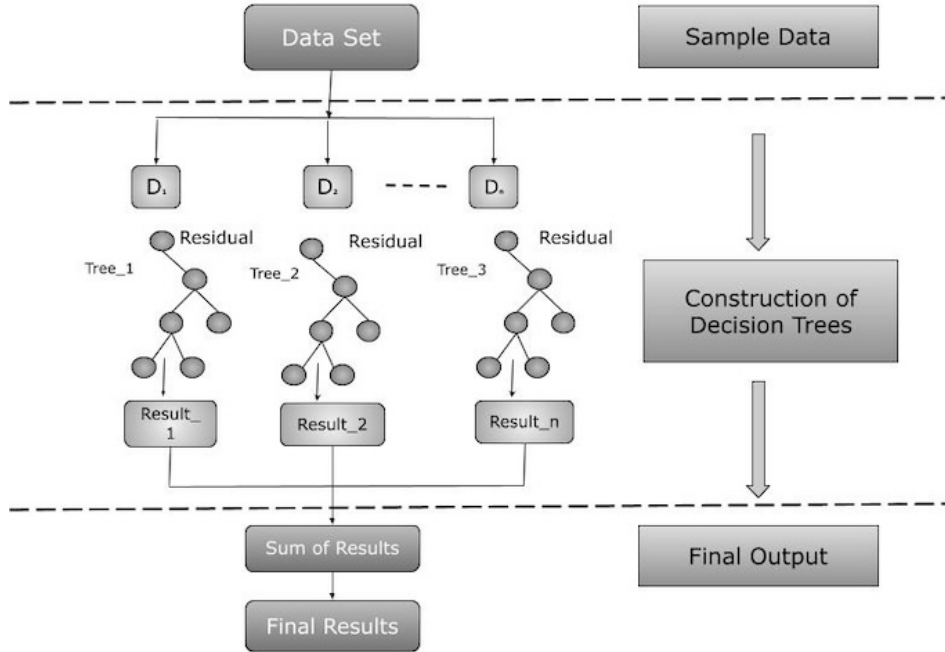 Data Set
Sample Data
D₁
D₂
Dₙ
Residual
Residual
Residual
Tree_1
Tree_2
Tree_3
Construction of
Decision Trees
Result_
1
Result_2
Result_n
Sum of Results
Final Output
Final Results